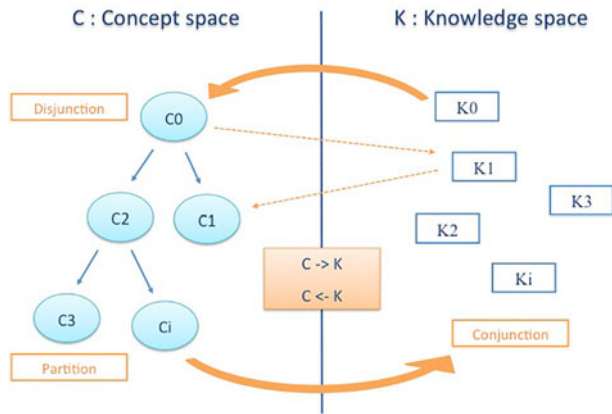 C : Concept space
K : Knowledge space
Disjunction
C0
K0
K1
K3
C2
C1
K2
C -> K
C <- K
Ki
C3
Ci
Conjunction
Partition